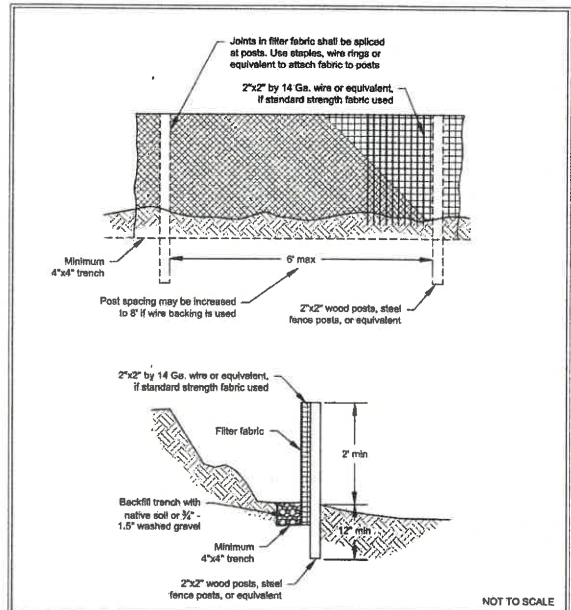 Joints in filter fabric shall be spliced
at posts. Use staples, wire rings or
equivalent to attach fabric to posts
2"x2" by 14 Ga. wire or equivalent,
if standard strength fabric used
Minimum
4"x4" trench
6' max
Post spacing may be increased
to 8' if wire backing is used
2"x2" wood posts, steel
fence posts, or equivalent
2"x2" by 14 Ga. wire or equivalent,
if standard strength fabric used
Filter fabric
2' min
Backfill trench with
native soil or ¾" -
1.5" washed gravel
12" min
Minimum
4"x4" trench
2"x2" wood posts, steel
fence posts, or equivalent
NOT TO SCALE